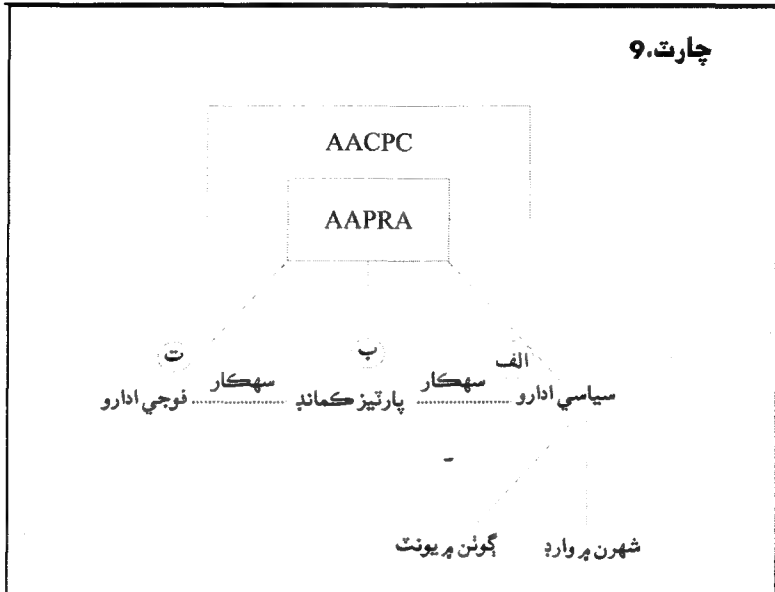 چارٽ.9
AACPC
AAPRA
الف ب ت
سياسي ادارو سهڪار پارٽيز ڪمانڊ سهڪار فوجي ادارو
شهرن ۾ وارڊ ڳوٺن ۾ يونٽ